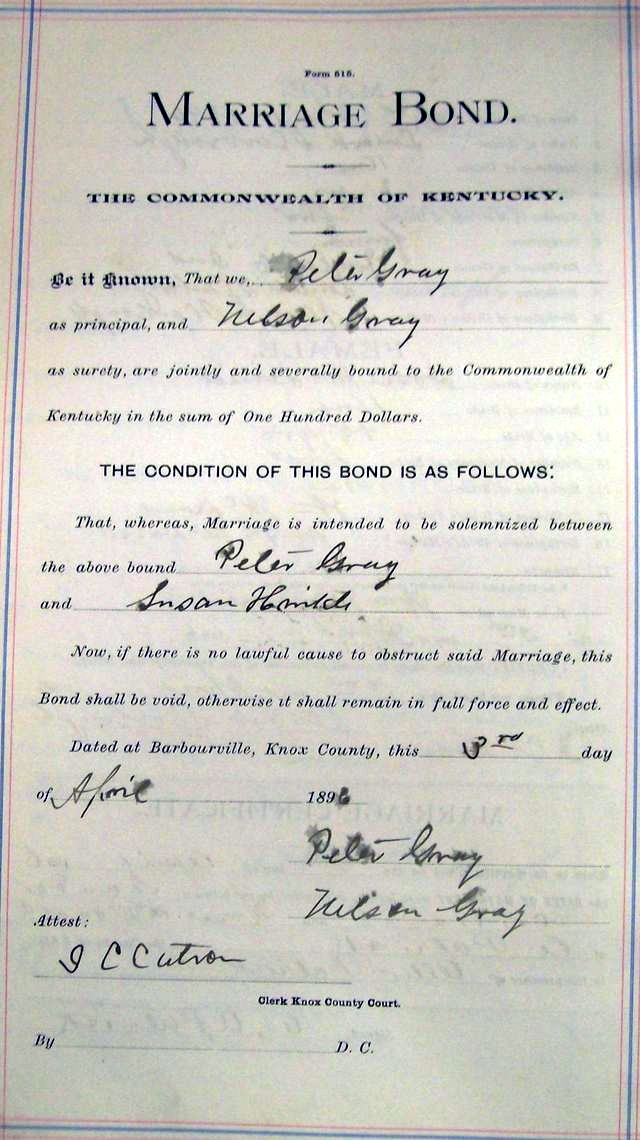 Form 515.
MARRIAGE BOND.
THE COMMONWEALTH OF KENTUCKY.
Be it Known, That we, Peter Gray
as principal, and Nelson Gray
as surety, are jointly and severally bound to the Commonwealth of
Kentucky in the sum of One Hundred Dollars.
THE CONDITION OF THIS BOND IS AS FOLLOWS:
That, whereas, Marriage is intended to be solemnized between
the above bound Peter Gray
and Susan
Now, if there is no lawful cause to obstruct said Marriage, this
Bond shall be void, otherwise it shall remain in full force and effect.
Dated at Barbourville, Knox County, this 3rd day
of April 1896
Peter Gray
Nelson Gray
Attest:
I C Catron
Clerk Knox County Court.
By D. C.